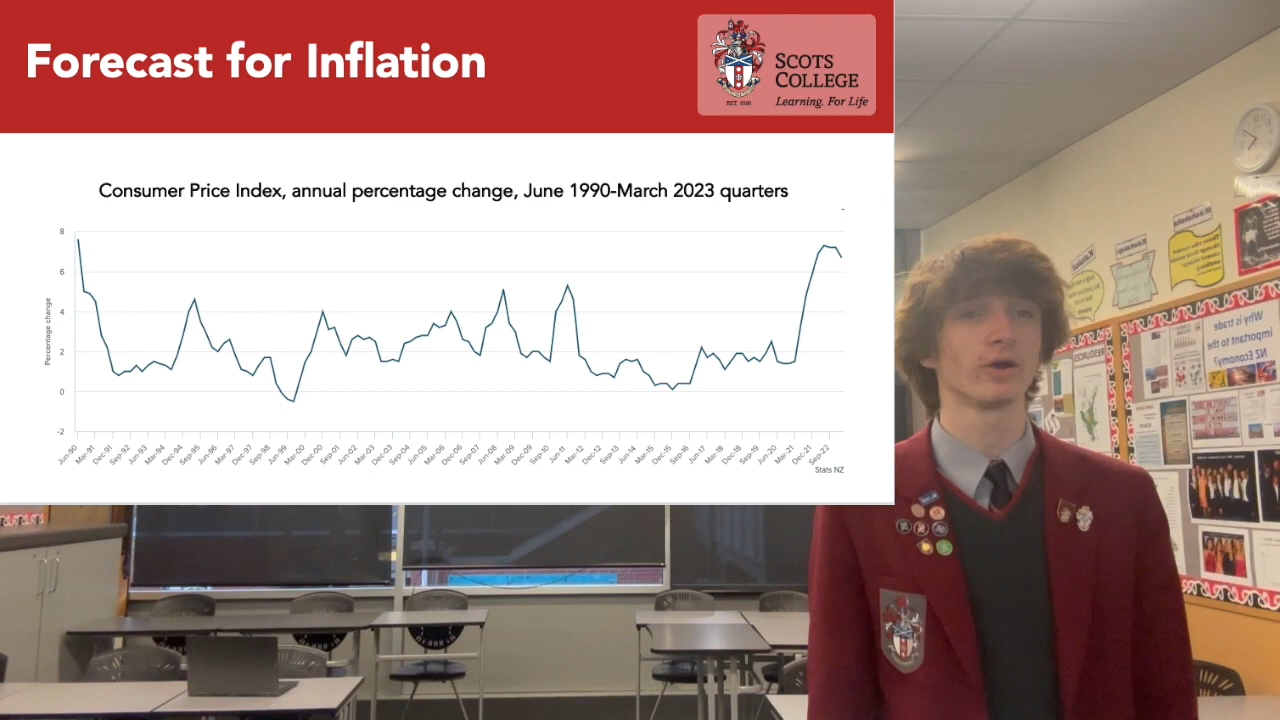 Forecast for Inflation
SCOTS
COLLEGE
EST. 1916
Learning. For Life
Consumer Price Index, annual percentage change, June 1990-March 2023 quarters
Percentage change
8
6
4
2
0
-2
Jun-90
Mar-91
Dec-91
Sep-92
Jun-93
Mar-94
Dec-94
Sep-95
Jun-96
Mar-97
Dec-97
Sep-98
Jun-99
Mar-00
Dec-00
Sep-01
Jun-02
Mar-03
Dec-03
Sep-04
Jun-05
Mar-06
Dec-06
Sep-07
Jun-08
Mar-09
Dec-09
Sep-10
Jun-11
Mar-12
Dec-12
Sep-13
Jun-14
Mar-15
Dec-15
Sep-16
Jun-17
Mar-18
Dec-18
Sep-19
Jun-20
Mar-21
Dec-21
Sep-22
Stats NZ
RESOURCES
Why is trade
important to the
NZ Economy?